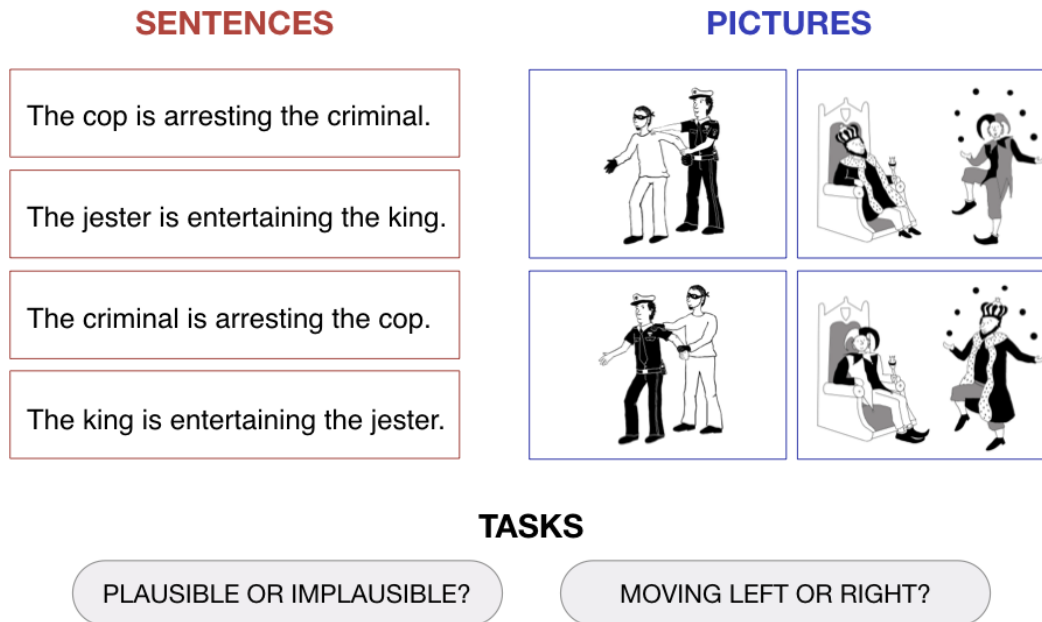 SENTENCES
The cop is arresting the criminal.
The jester is entertaining the king.
The criminal is arresting the cop.
The king is entertaining the jester.
PICTURES
TASKS
PLAUSIBLE OR IMPLAUSIBLE?
MOVING LEFT OR RIGHT?